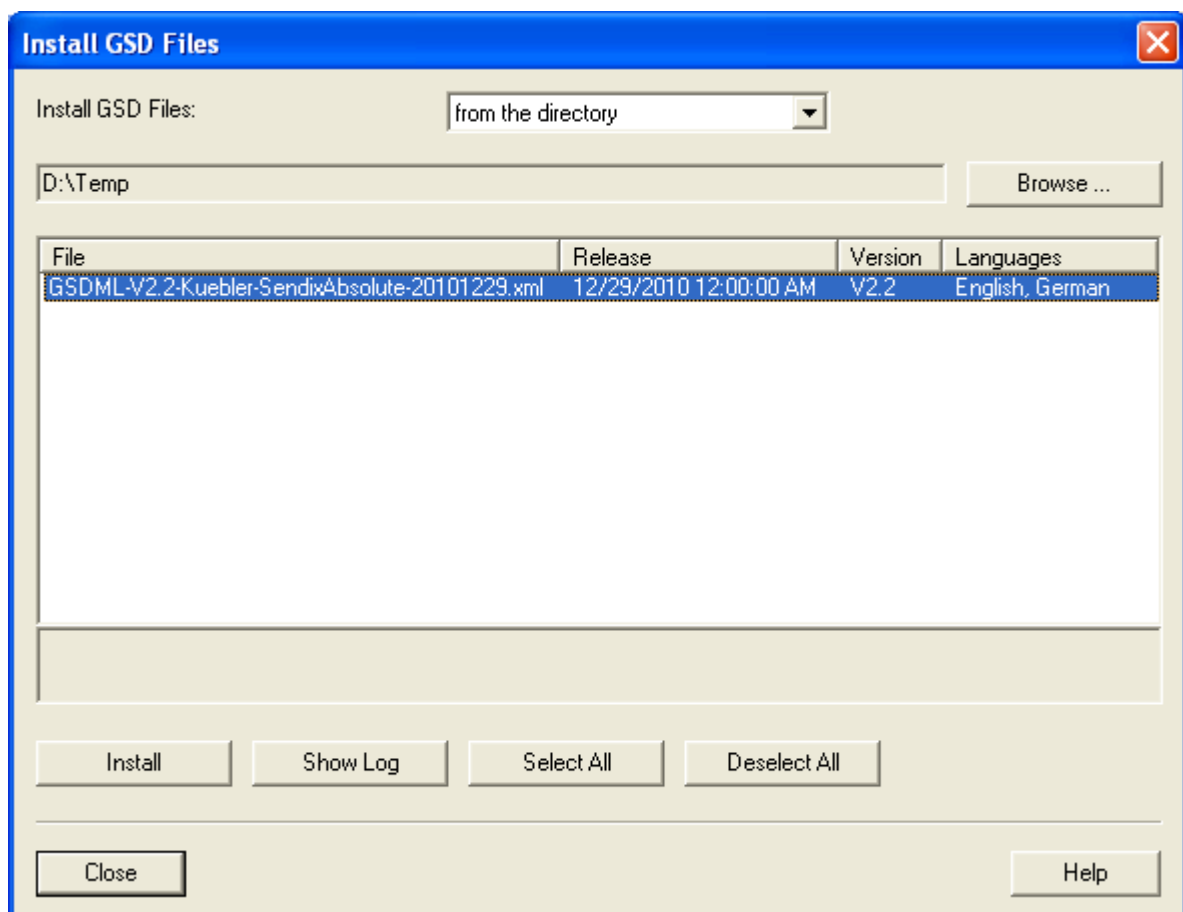 Install GSD Files
Install GSD Files: from the directory
D:\Temp Browse ...
File Release Version Languages
GSDML-V2.2-Kuebler-SendixAbsolute-20101229.xml 12/29/2010 12:00:00 AM V2.2 English, German
Install Show Log Select All Deselect All
Close Help